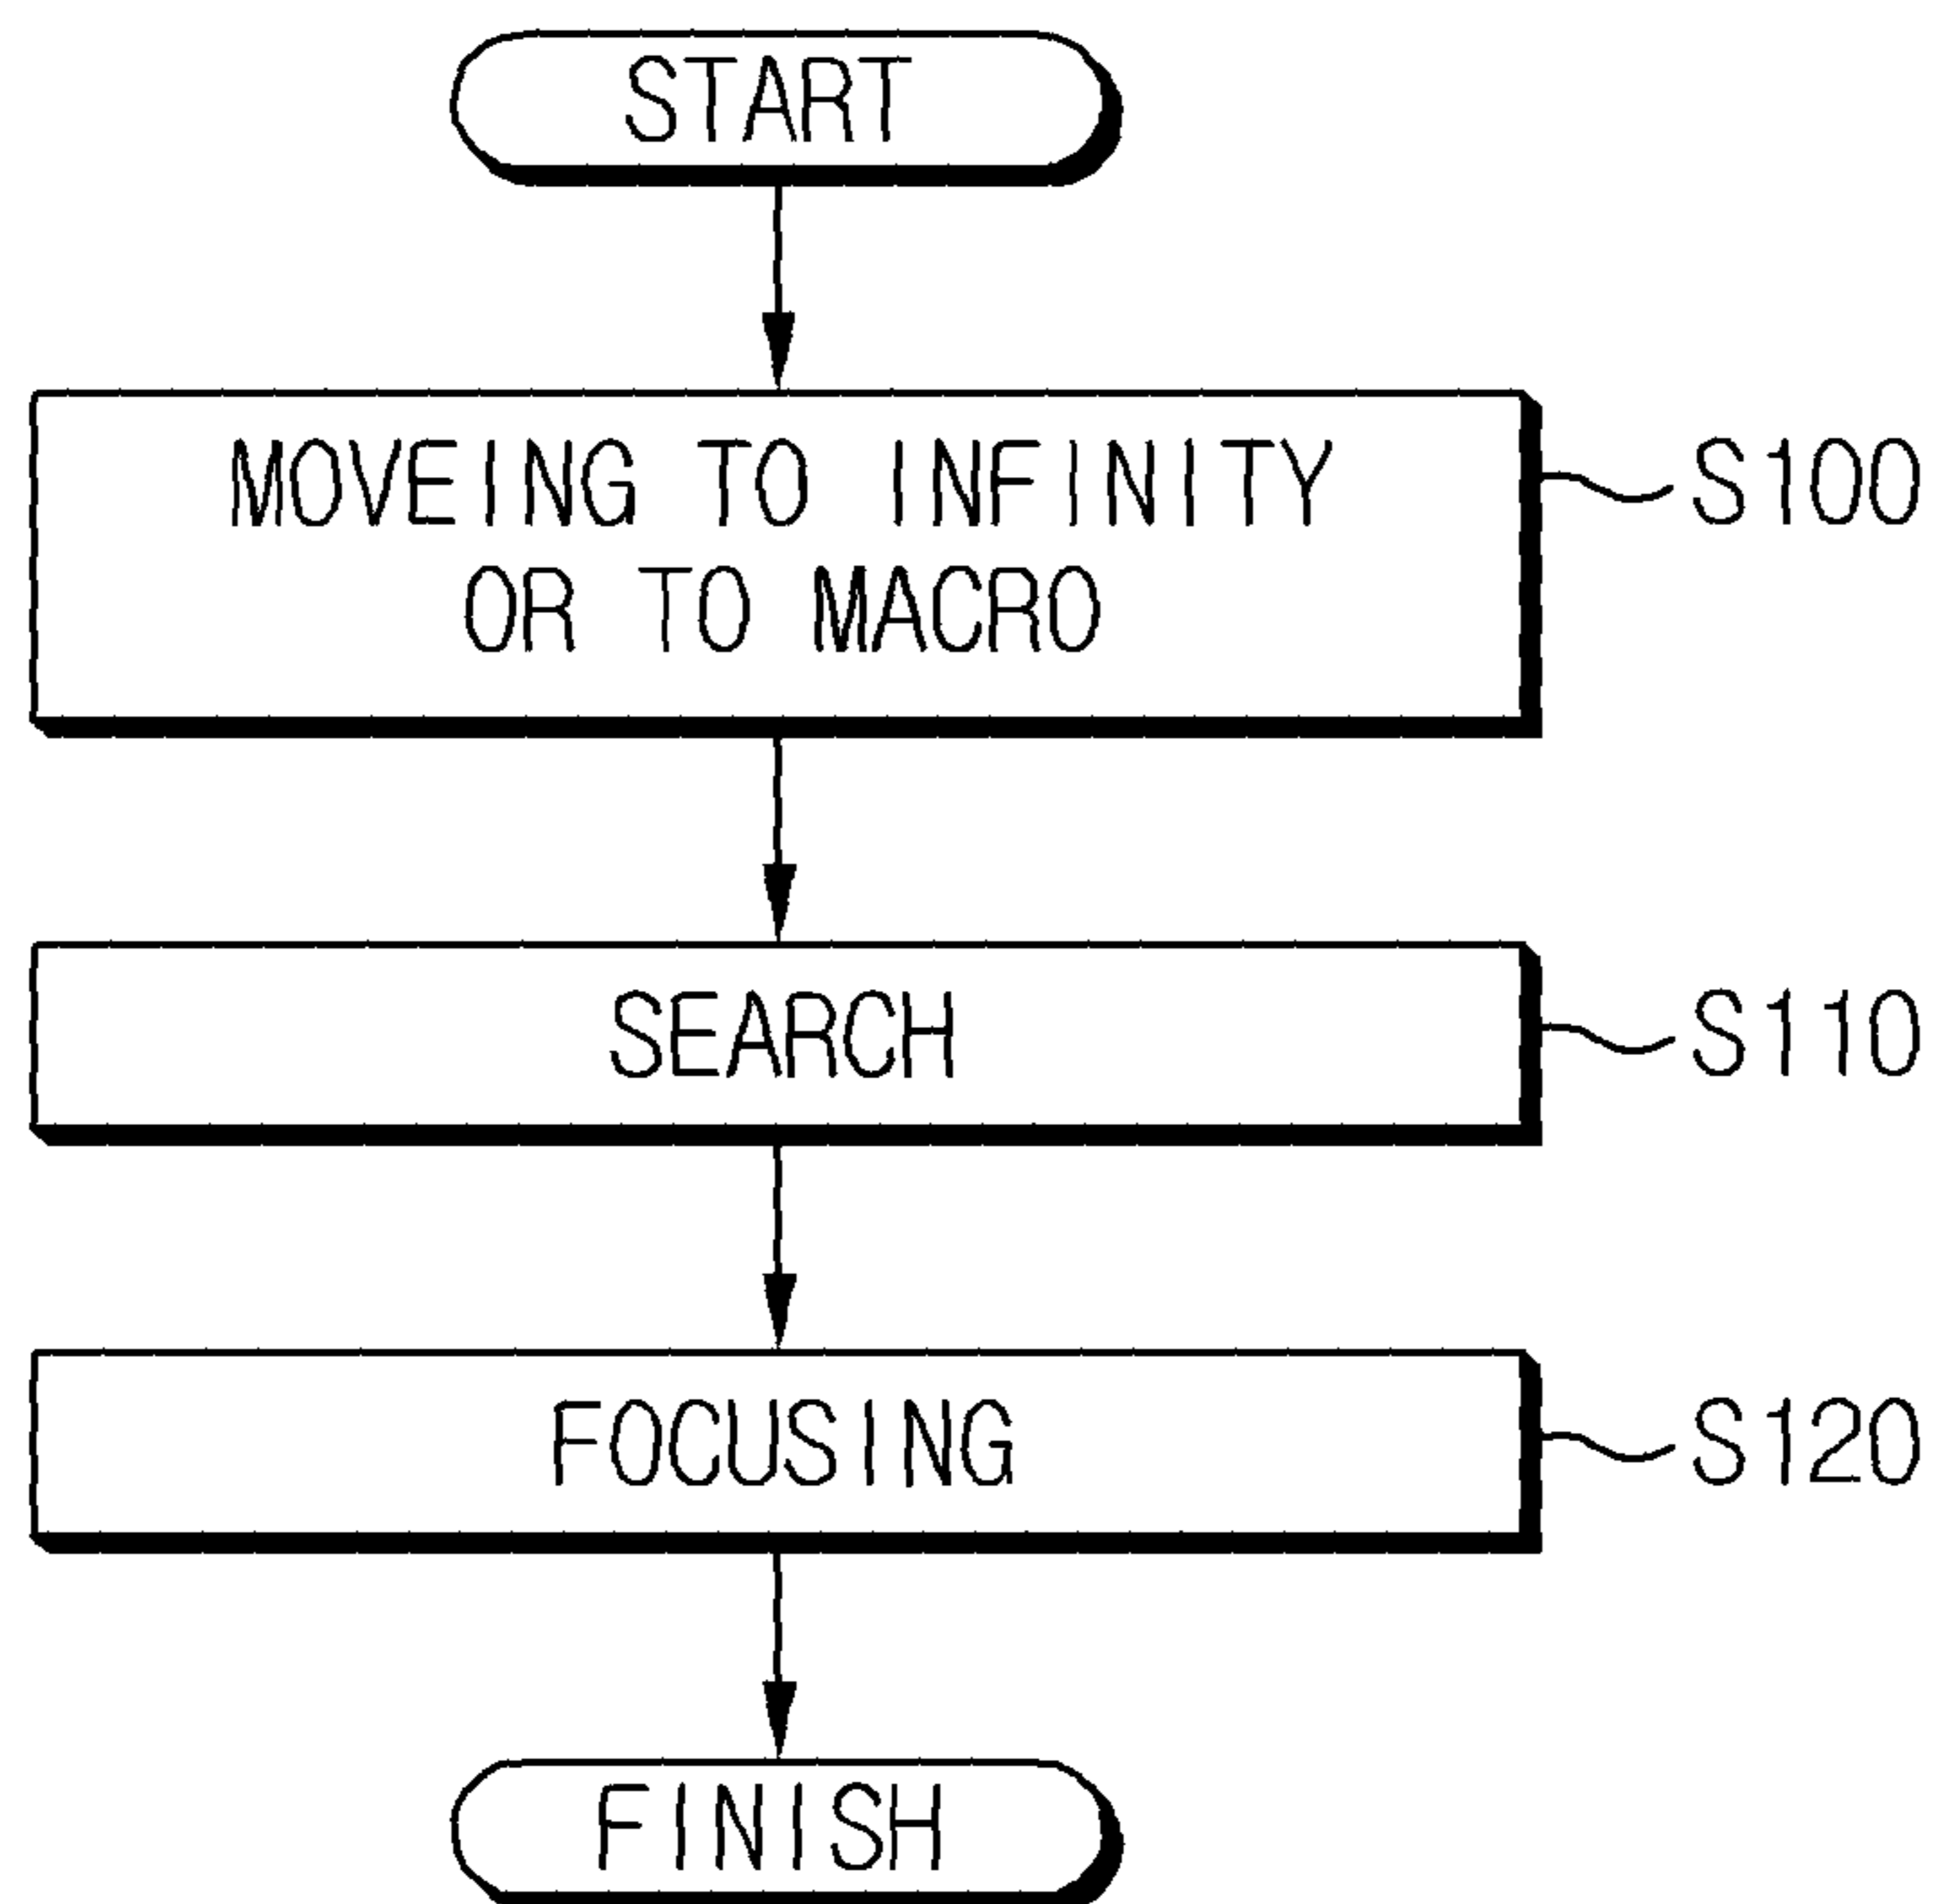 START
MOVEING TO INFINITY
OR TO MACRO
S100
SEARCH
S110
FOCUSING
S120
FINISH